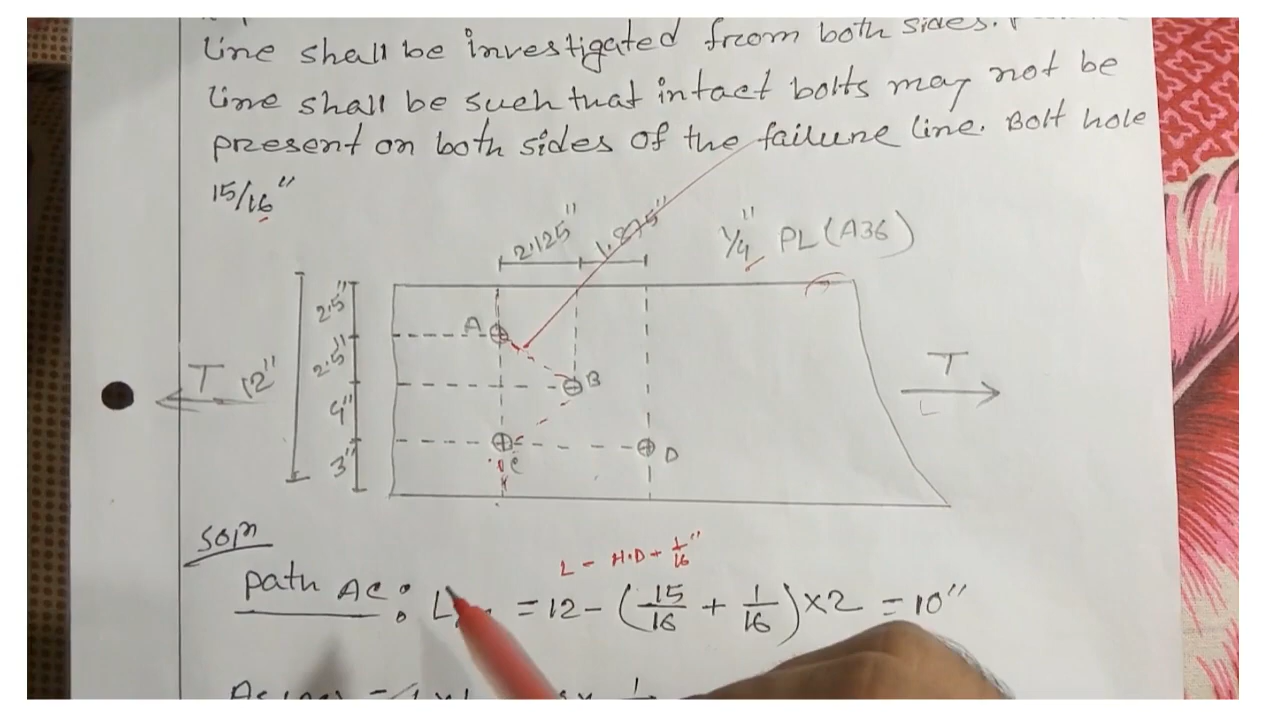 line shall be investigated from both sides.
line shall be such that intact bolts may not be
present on both sides of the failure line. Bolt hole
15/16"
2.125" 1.875" 1/4" PL (A36)
2.5"
A
2.5"
T 12" B T
4"
C D
3"
Soln
L - H.D + 1/16"
Path AC: L = 12 - (15/16 + 1/16) x 2 = 10"